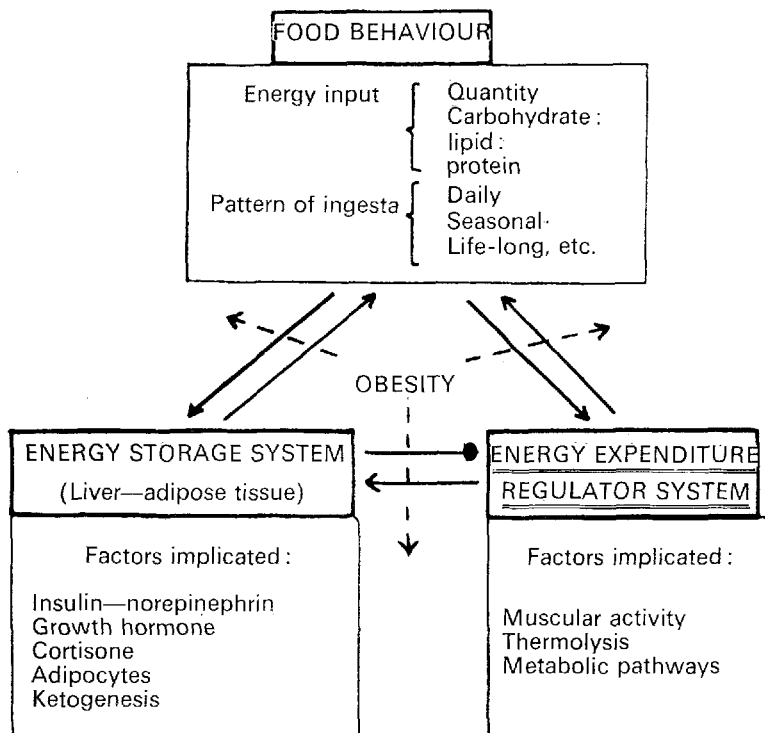 FOOD BEHAVIOUR
Energy input
Quantity
Carbohydrate :
lipid :
protein
Pattern of ingesta
Daily
Seasonal
Life-long, etc.
OBESITY
ENERGY STORAGE SYSTEM
(Liver—adipose tissue)
Factors implicated :
Insulin—norepinephrin
Growth hormone
Cortisone
Adipocytes
Ketogenesis
ENERGY EXPENDITURE
REGULATOR SYSTEM
Factors implicated :
Muscular activity
Thermolysis
Metabolic pathways